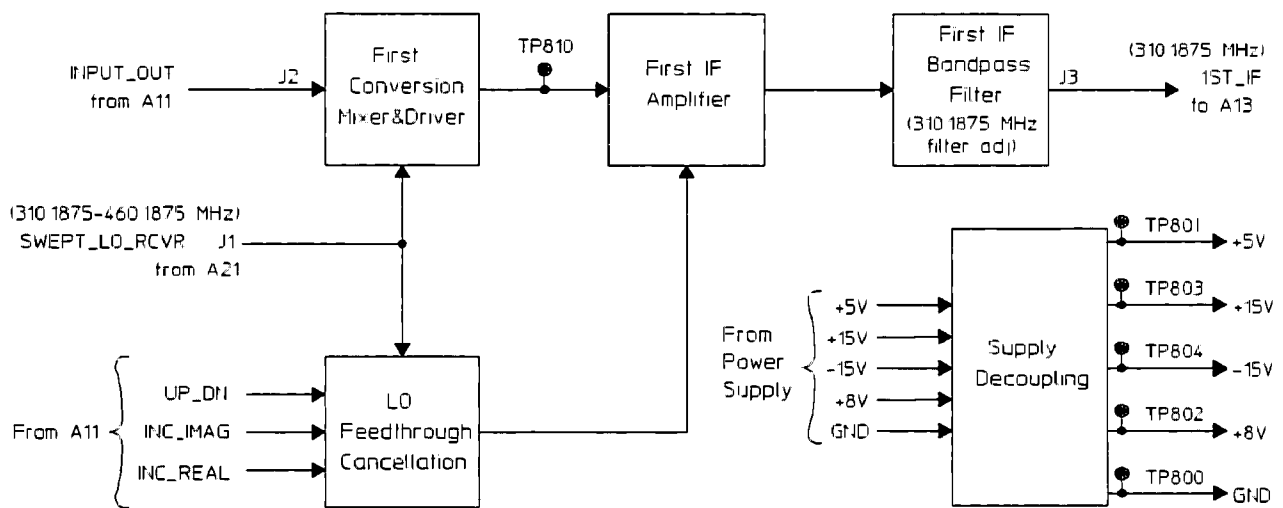 INPUT_OUT
from A11
J2
First
Conversion
Mixer&Driver
TP810
First IF
Amplifier
First IF
Bandpass
Filter
(310 1875 MHz
filter adj)
J3
(310 1875 MHz)
1ST_IF
to A13
(310 1875-460 1875 MHz)
SWEPT_LO_RCVR J1
from A21
From A11
UP_DN
INC_IMAG
INC_REAL
LO
Feedthrough
Cancellation
From
Power
Supply
+5V
+15V
-15V
+8V
GND
Supply
Decoupling
TP801
+5V
TP803
+15V
TP804
-15V
TP802
+8V
TP800
GND